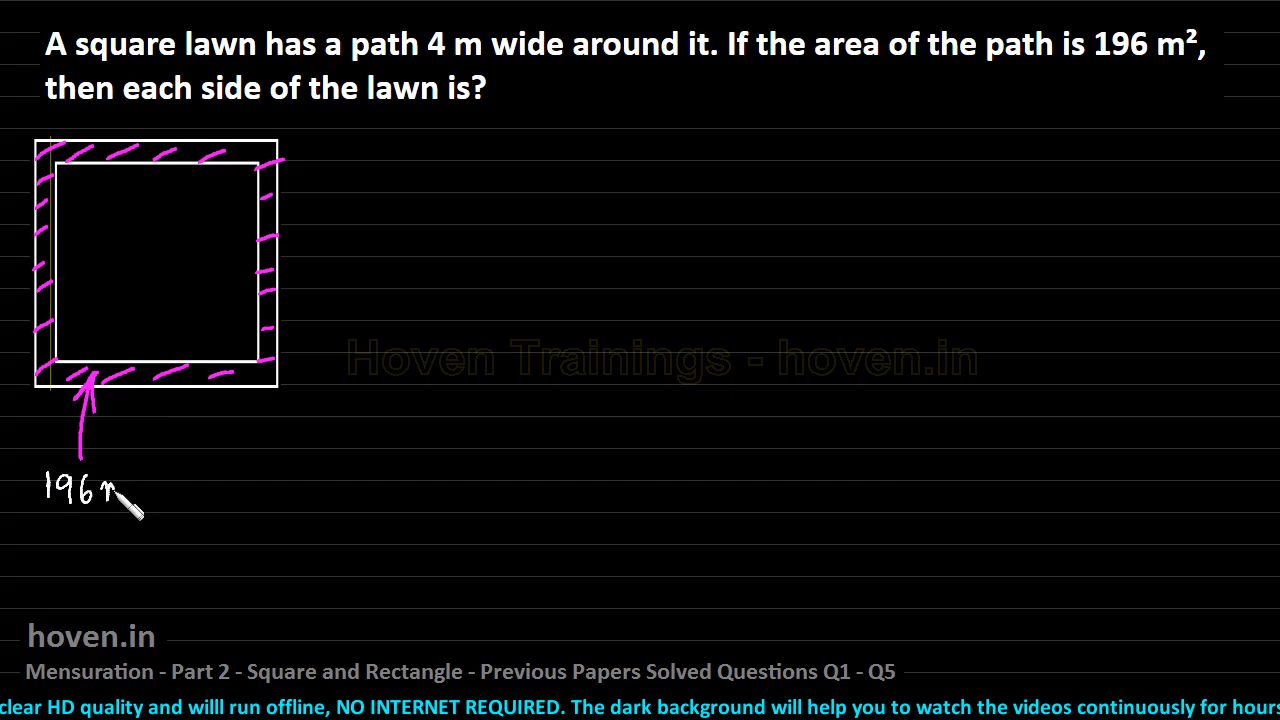 A square lawn has a path 4 m wide around it. If the area of the path is 196 m²,
then each side of the lawn is?
Hoven Trainings - hoven.in
196 m
hoven.in
Mensuration - Part 2 - Square and Rectangle - Previous Papers Solved Questions Q1 - Q5
clear HD quality and willl run offline, NO INTERNET REQUIRED. The dark background will help you to watch the videos continuously for hours